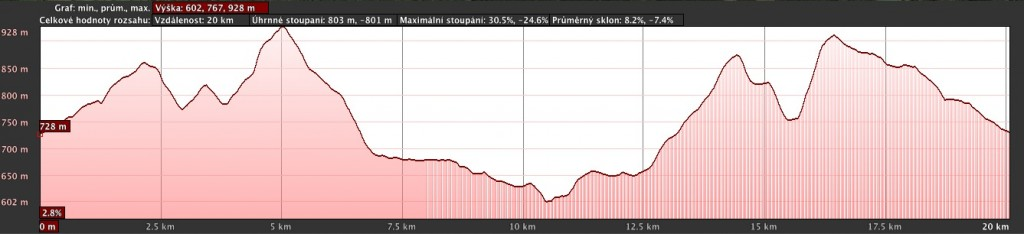 Graf: min., prům., max. Výška: 602, 767, 928 m
Celkové hodnoty rozsahu: Vzdálenost: 20 km Úhrnné stoupání: 803 m, -801 m Maximální stoupání: 30.5%, -24.6% Průměrný sklon: 8.2%, -7.4%
928 m
850 m
800 m
750 m
728 m
700 m
650 m
602 m
2.8%
0 m 2.5 km 5 km 7.5 km 10 km 12.5 km 15 km 17.5 km 20 km